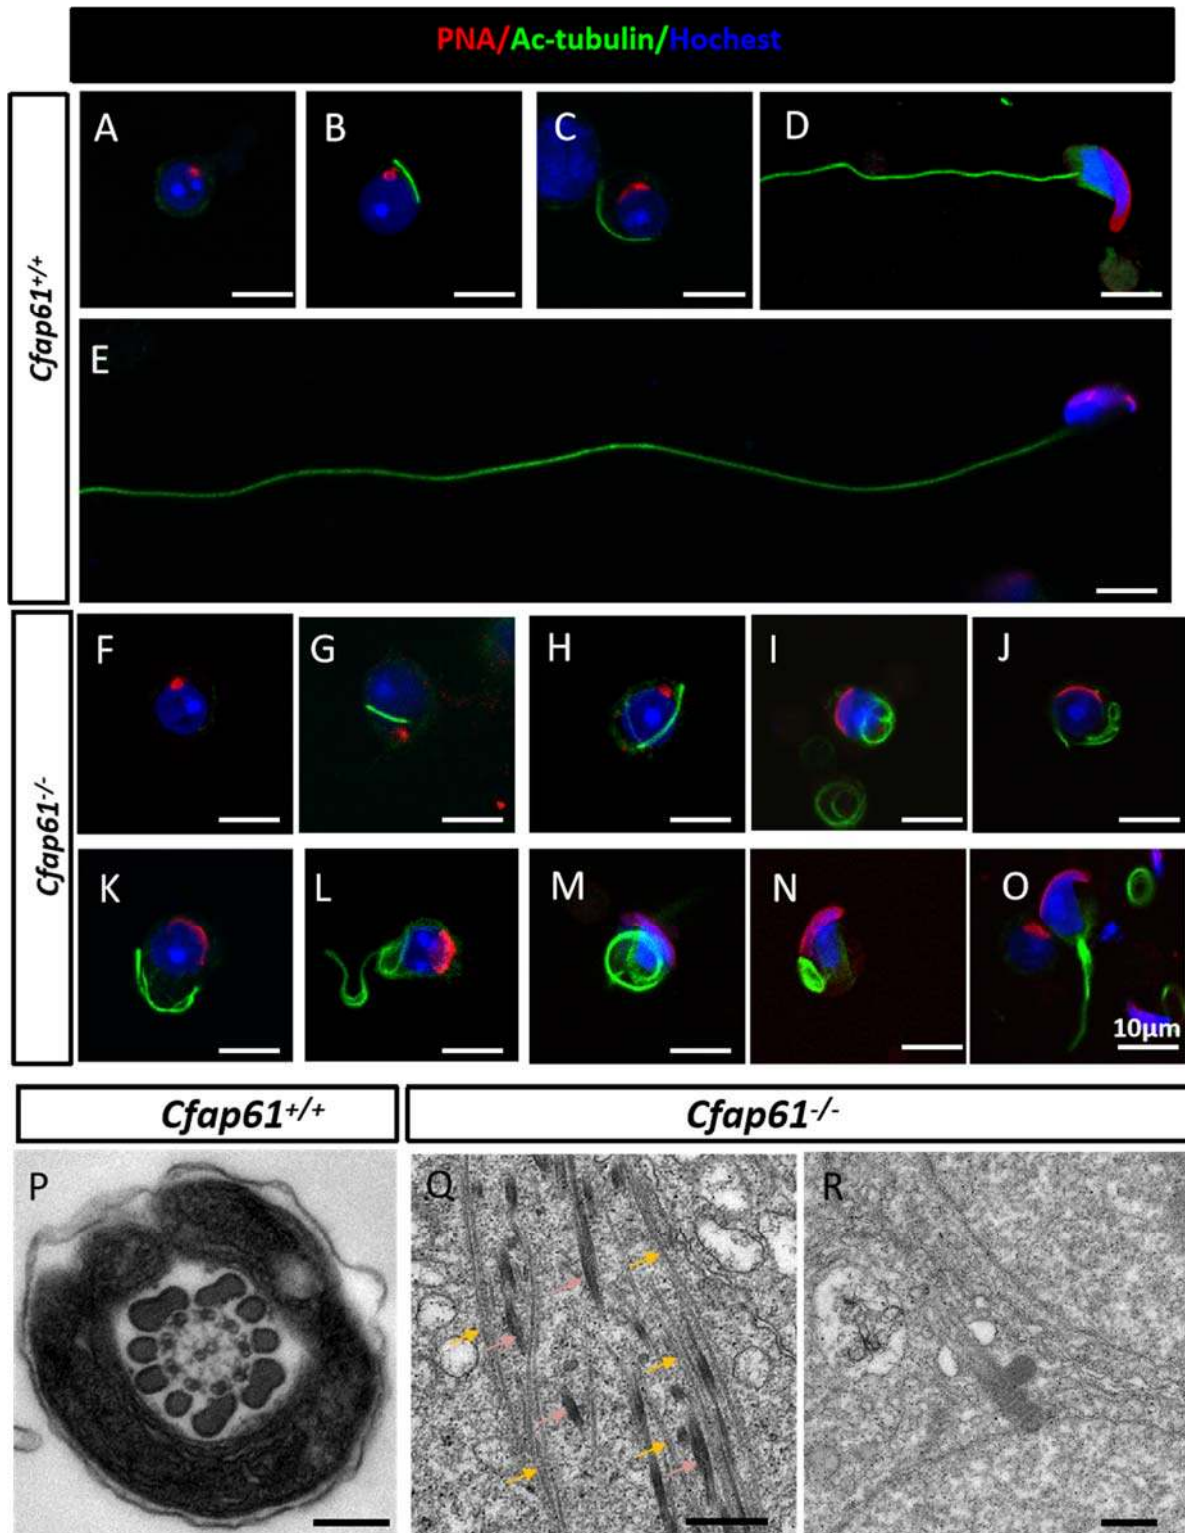 PNA/Ac-tubulin/Hochest
Cfap61+/+
A
B
C
D
E
Cfap61-/-
F
G
H
I
J
K
L
M
N
O
10μm
Cfap61+/+
Cfap61-/-
P
Q
R